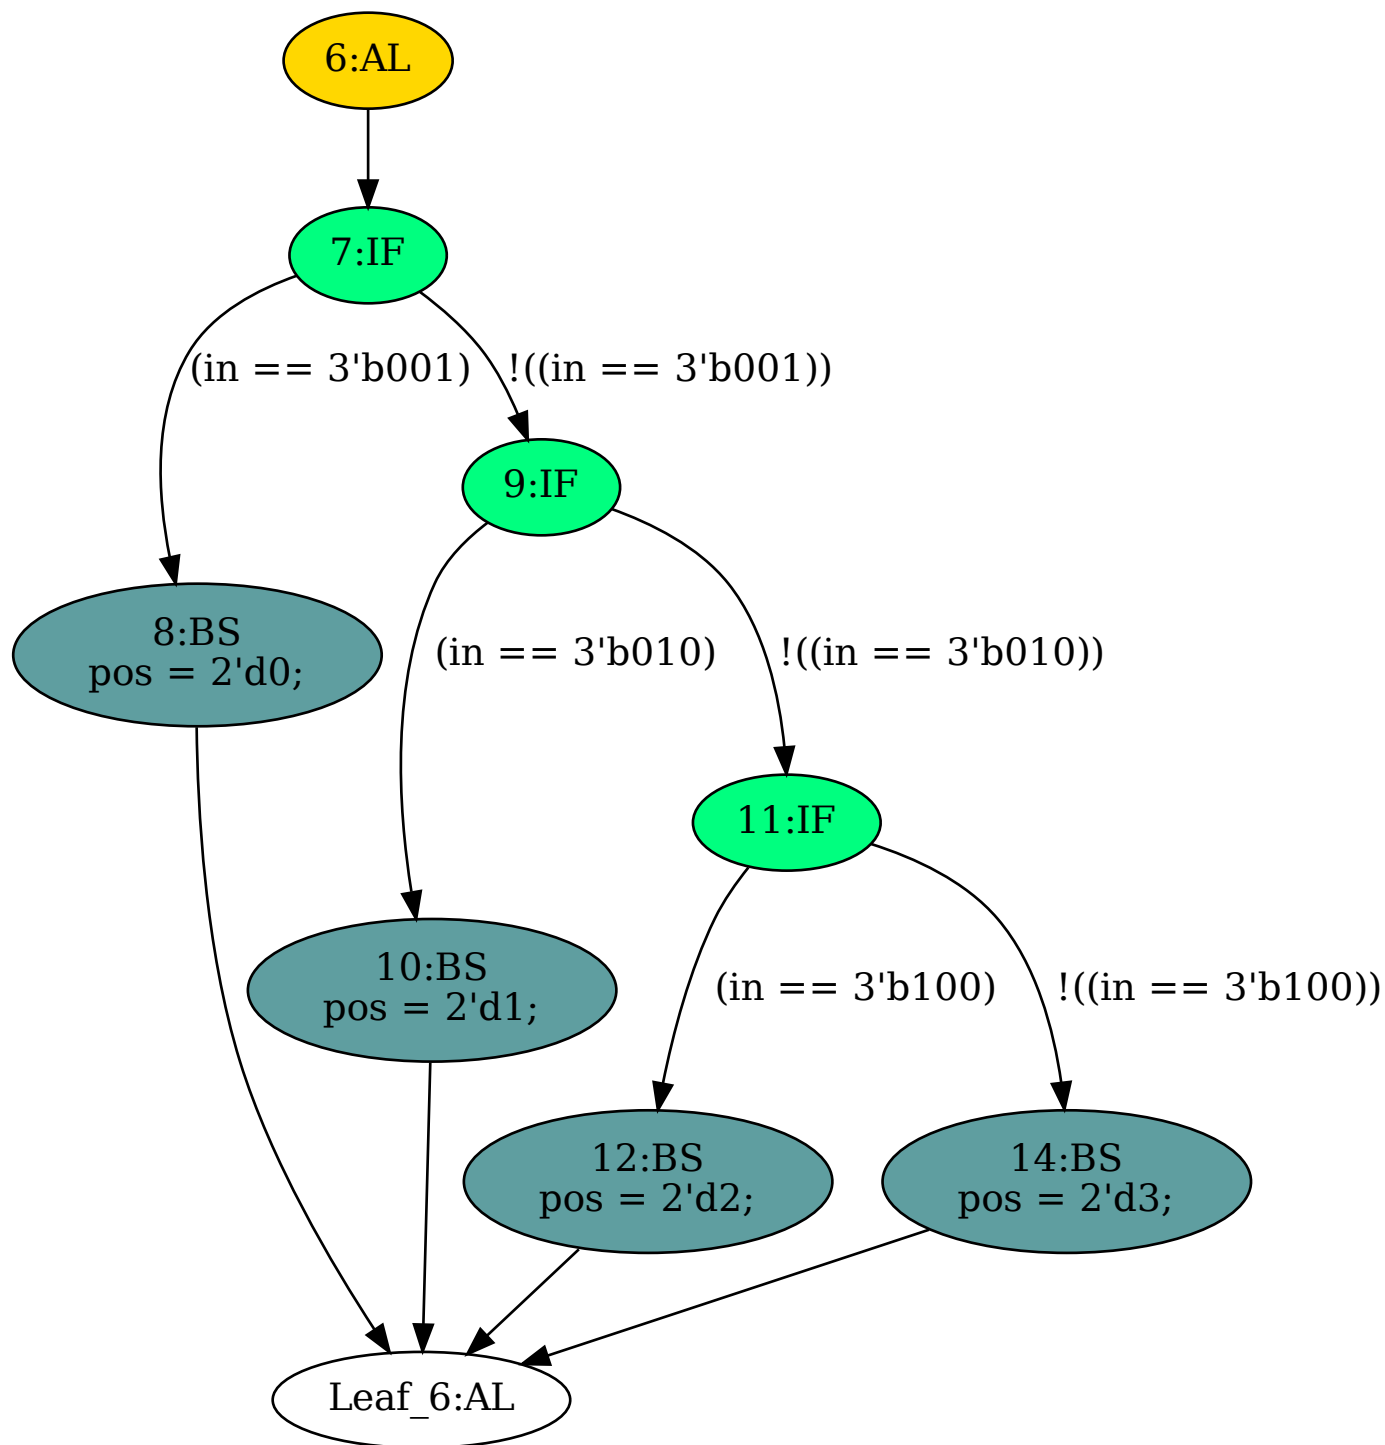 6:AL
7:IF
(in == 3'b001)
!((in == 3'b001))
9:IF
8:BS
pos = 2'd0;
(in == 3'b010)
!((in == 3'b010))
11:IF
10:BS
pos = 2'd1;
(in == 3'b100)
!((in == 3'b100))
12:BS
pos = 2'd2;
14:BS
pos = 2'd3;
Leaf_6:AL